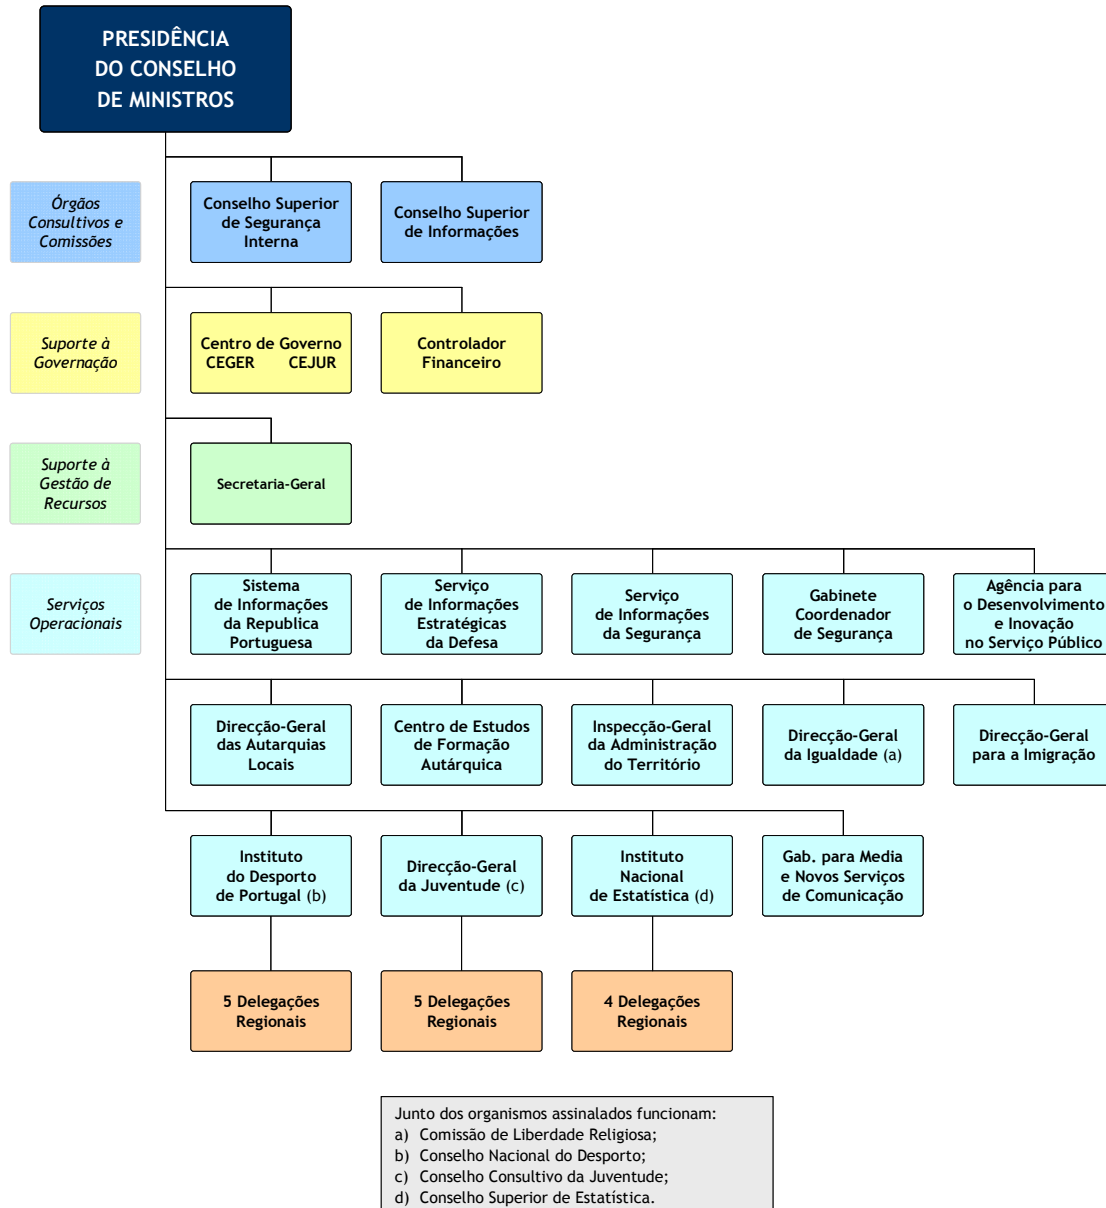 PRESIDÊNCIA
DO CONSELHO
DE MINISTROS
Órgãos
Consultivos e
Comissões
Conselho Superior
de Segurança
Interna
Conselho Superior
de Informações
Suporte à
Governação
Centro de Governo
CEGER CEJUR
Controlador
Financeiro
Suporte à
Gestão de
Recursos
Secretaria-Geral
Serviços
Operacionais
Sistema
de Informações
da Republica
Portuguesa
Serviço
de Informações
Estratégicas
da Defesa
Serviço
de Informações
da Segurança
Gabinete
Coordenador
de Segurança
Agência para
o Desenvolvimento
e Inovação
no Serviço Público
Direcção-Geral
das Autarquias
Locais
Centro de Estudos
de Formação
Autárquica
Inspecção-Geral
da Administração
do Território
Direcção-Geral
da Igualdade (a)
Direcção-Geral
para a Imigração
Instituto
do Desporto
de Portugal (b)
Direcção-Geral
da Juventude (c)
Instituto
Nacional
de Estatística (d)
Gab. para Media
e Novos Serviços
de Comunicação
5 Delegações
Regionais
5 Delegações
Regionais
4 Delegações
Regionais
Junto dos organismos assinalados funcionam:
a) Comissão de Liberdade Religiosa;
b) Conselho Nacional do Desporto;
c) Conselho Consultivo da Juventude;
d) Conselho Superior de Estatística.